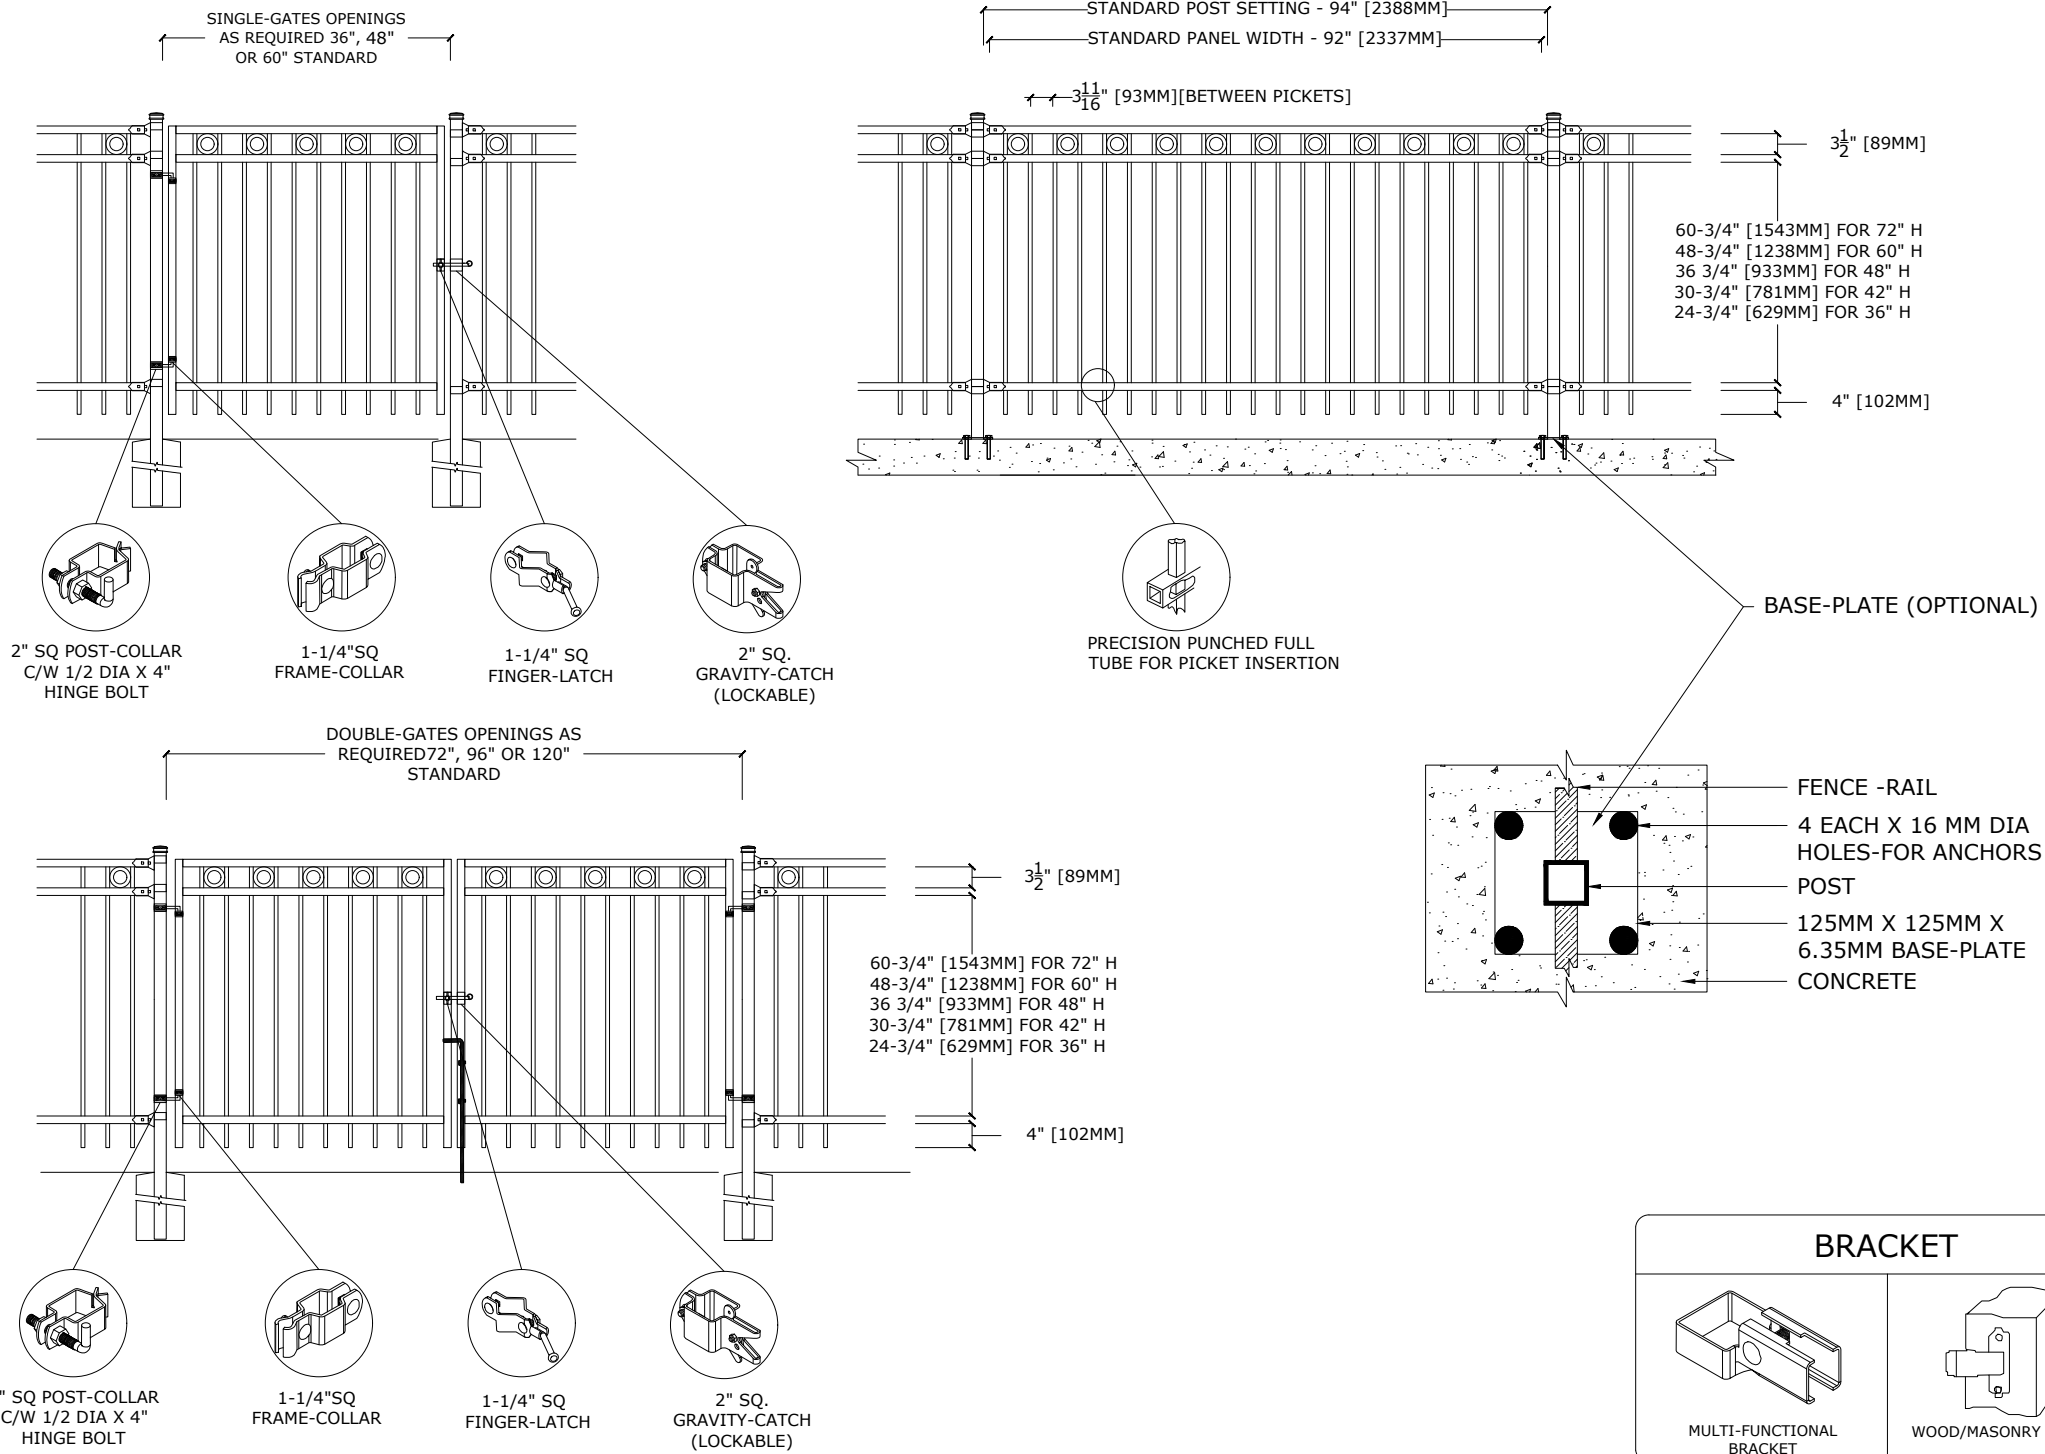 SINGLE-GATES OPENINGS
AS REQUIRED 36", 48"
OR 60" STANDARD
STANDARD POST SETTING - 94" [2388MM]
STANDARD PANEL WIDTH - 92" [2337MM]
3 11/16" [93MM][BETWEEN PICKETS]
3 1/2" [89MM]
60-3/4" [1543MM] FOR 72" H
48-3/4" [1238MM] FOR 60" H
36 3/4" [933MM] FOR 48" H
30-3/4" [781MM] FOR 42" H
24-3/4" [629MM] FOR 36" H
4" [102MM]
2" SQ POST-COLLAR
C/W 1/2 DIA X 4"
HINGE BOLT
1-1/4"SQ
FRAME-COLLAR
1-1/4" SQ
FINGER-LATCH
2" SQ.
GRAVITY-CATCH
(LOCKABLE)
PRECISION PUNCHED FULL
TUBE FOR PICKET INSERTION
BASE-PLATE (OPTIONAL)
DOUBLE-GATES OPENINGS AS
REQUIRED72", 96" OR 120"
STANDARD
3 1/2" [89MM]
60-3/4" [1543MM] FOR 72" H
48-3/4" [1238MM] FOR 60" H
36 3/4" [933MM] FOR 48" H
30-3/4" [781MM] FOR 42" H
24-3/4" [629MM] FOR 36" H
4" [102MM]
FENCE -RAIL
4 EACH X 16 MM DIA
HOLES-FOR ANCHORS
POST
125MM X 125MM X
6.35MM BASE-PLATE
CONCRETE
" SQ POST-COLLAR
C/W 1/2 DIA X 4"
HINGE BOLT
1-1/4"SQ
FRAME-COLLAR
1-1/4" SQ
FINGER-LATCH
2" SQ.
GRAVITY-CATCH
(LOCKABLE)
BRACKET
MULTI-FUNCTIONAL
BRACKET
WOOD/MASONRY